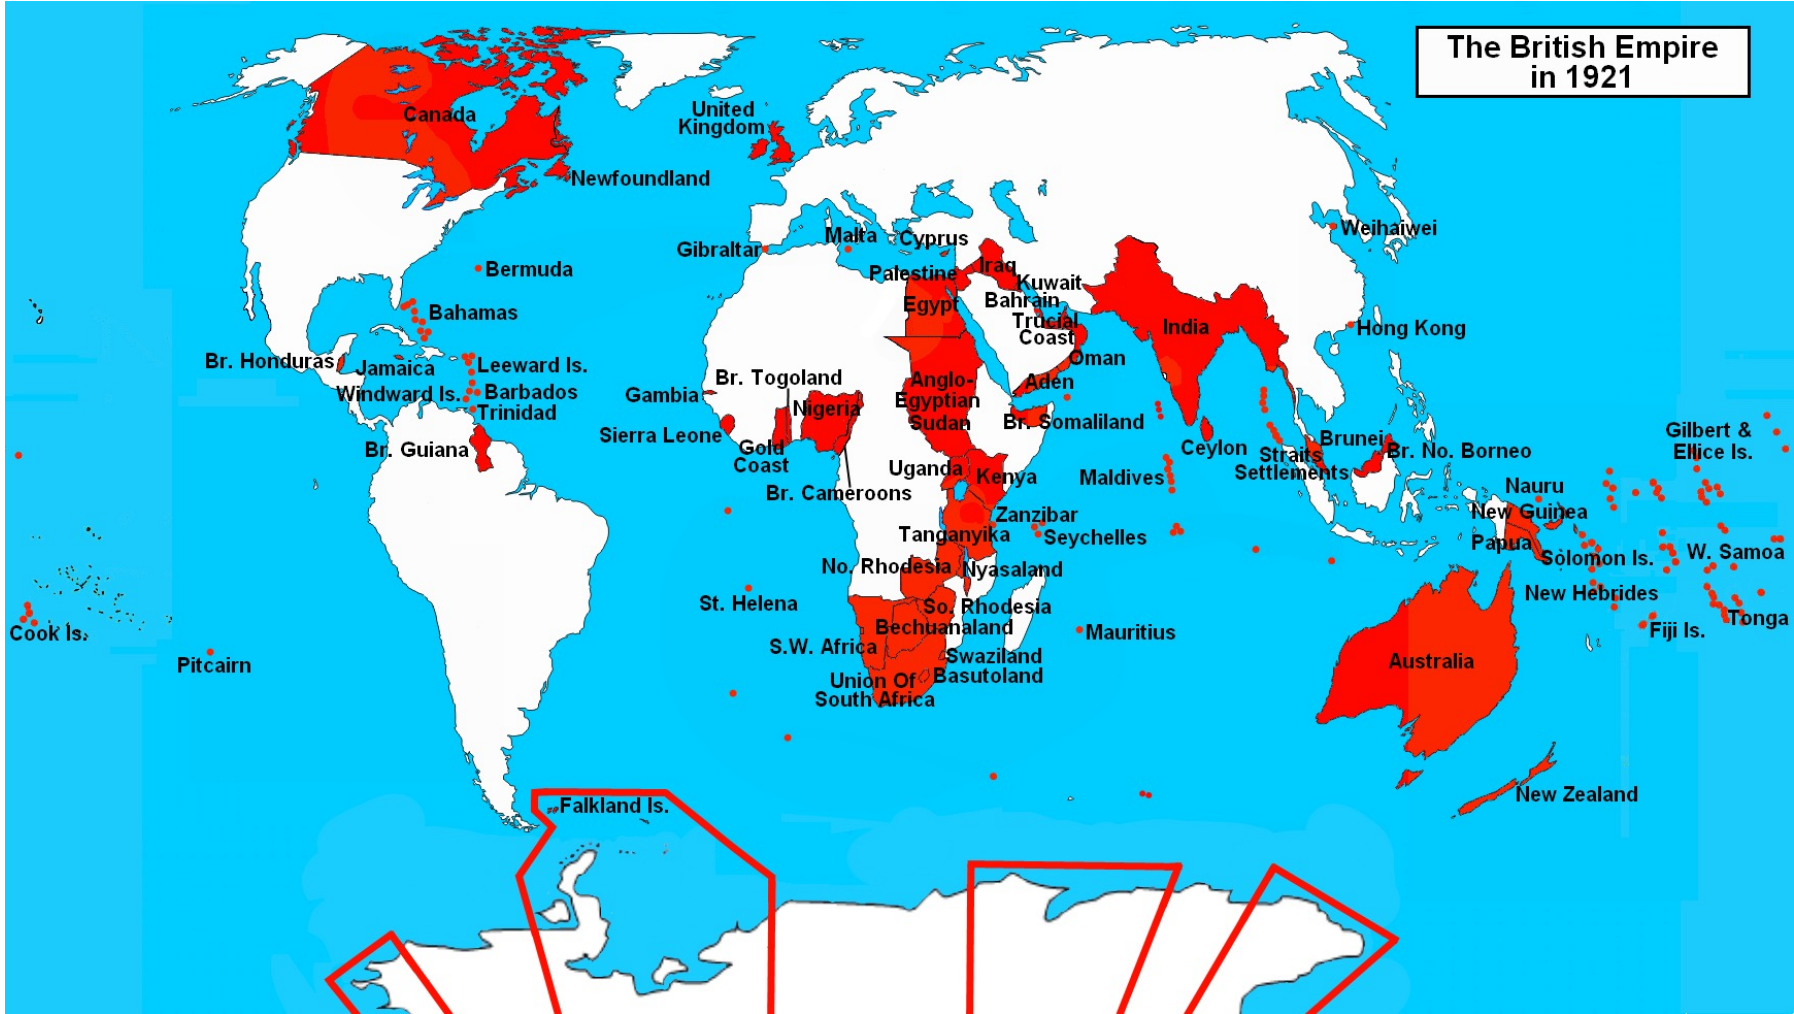 The British Empire
in 1921
Canada
United
Kingdom
Newfoundland
Weihaiwei
Malta
Cyprus
Gibraltar
Iraq
Bermuda
Palestine
Kuwait
Egypt
Bahrain
Bahamas
Trucial
Coast
India
Hong Kong
Br. Honduras
Jamaica
Leeward Is.
Oman
Br. Togoland
Anglo-
Egyptian
Sudan
Aden
Windward Is.
Barbados
Gambia
Trinidad
Nigeria
Br. Somaliland
Sierra Leone
Gold
Coast
Br. Guiana
Ceylon
Brunei
Straits
Settlements
Br. No. Borneo
Gilbert &
Ellice Is.
Uganda
Kenya
Maldives
Br. Cameroons
Nauru
Zanzibar
New Guinea
Tanganyika
Seychelles
Papua
Solomon Is.
W. Samoa
No. Rhodesia
Nyasaland
New Hebrides
St. Helena
So. Rhodesia
Tonga
Cook Is.
Bechuanaland
Mauritius
Fiji Is.
S.W. Africa
Swaziland
Pitcairn
Basutoland
Australia
Union Of
South Africa
New Zealand
Falkland Is.